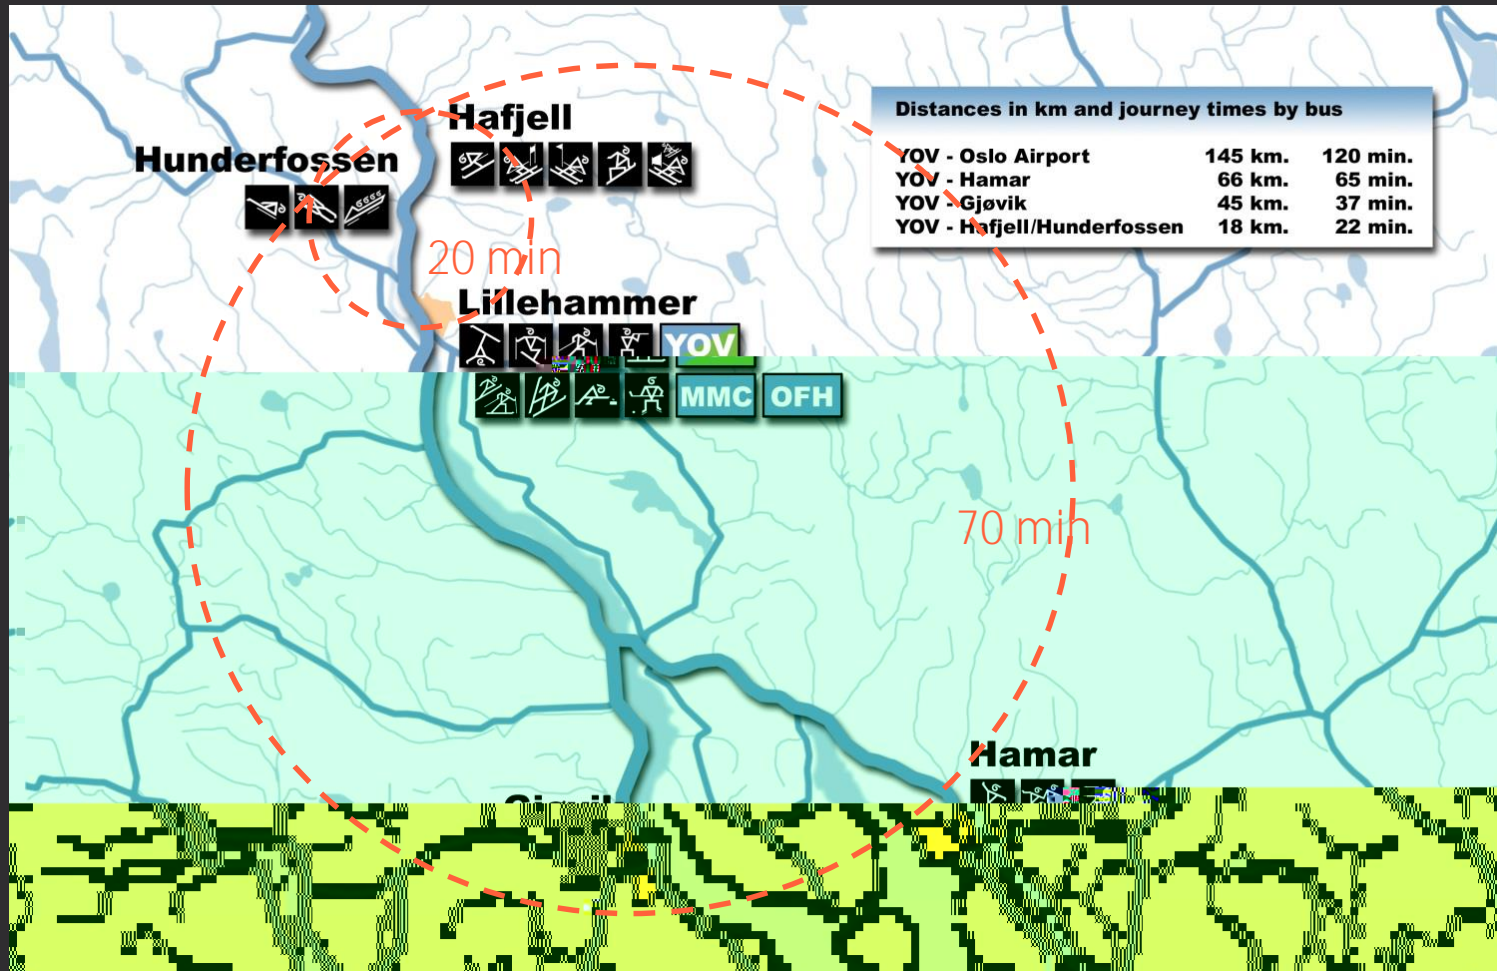 Hafjell
Distances in km and journey times by bus
YOV - Oslo Airport 145 km. 120 min.
YOV - Hamar 66 km. 65 min.
YOV - Gjøvik 45 km. 37 min.
YOV - Hafjell/Hunderfossen 18 km. 22 min.
Hunderfossen
20 min
Lillehammer
YOV
MMC OFH
70 min
Hamar